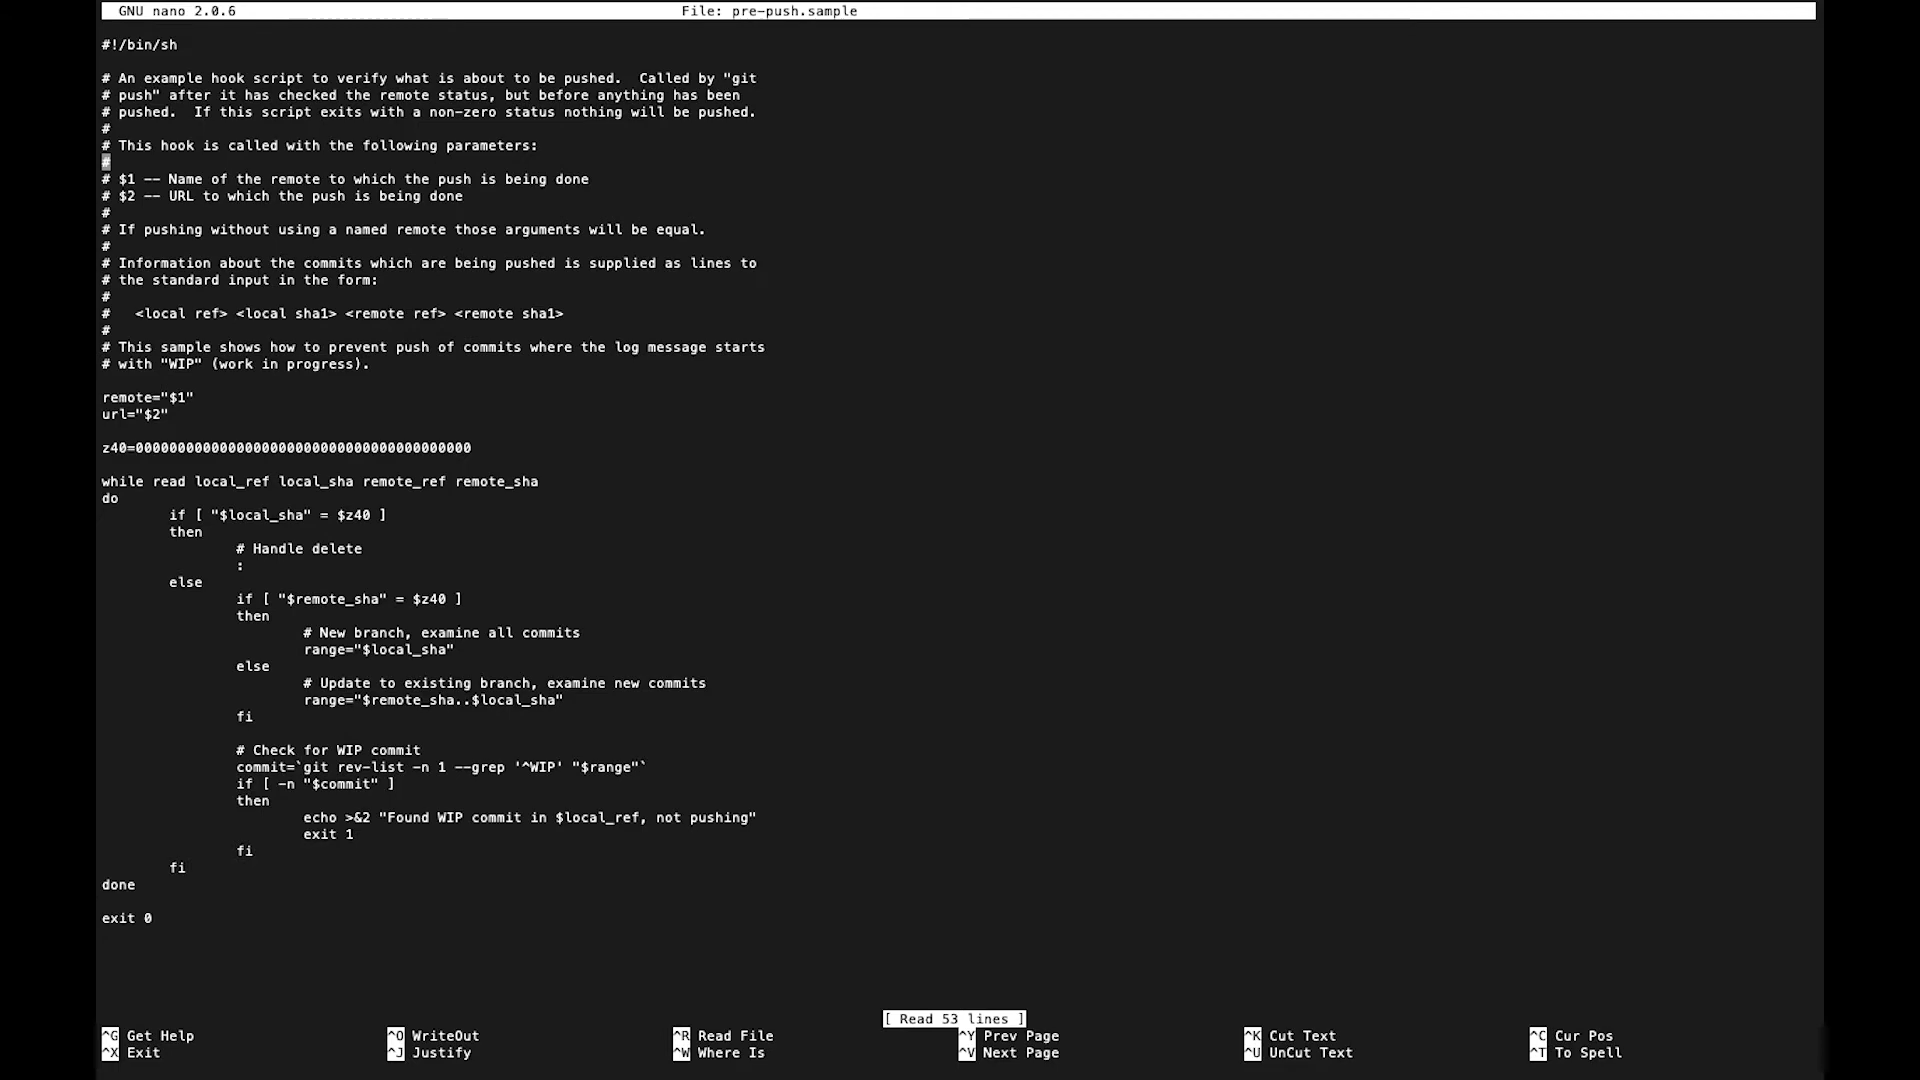 GNU nano 2.0.6 File: pre-push.sample
#!/bin/sh
# An example hook script to verify what is about to be pushed.  Called by "git
# push" after it has checked the remote status, but before anything has been
# pushed.  If this script exits with a non-zero status nothing will be pushed.
#
# This hook is called with the following parameters:
#
# $1 -- Name of the remote to which the push is being done
# $2 -- URL to which the push is being done
#
# If pushing without using a named remote those arguments will be equal.
#
# Information about the commits which are being pushed is supplied as lines to
# the standard input in the form:
#
#   <local ref> <local sha1> <remote ref> <remote sha1>
#
# This sample shows how to prevent push of commits where the log message starts
# with "WIP" (work in progress).
remote="$1"
url="$2"
z40=0000000000000000000000000000000000000000
while read local_ref local_sha remote_ref remote_sha
do
        if [ "$local_sha" = $z40 ]
        then
                # Handle delete
                :
        else
                if [ "$remote_sha" = $z40 ]
                then
                        # New branch, examine all commits
                        range="$local_sha"
                else
                        # Update to existing branch, examine new commits
                        range="$remote_sha..$local_sha"
                fi
                # Check for WIP commit
                commit=`git rev-list -n 1 --grep '^WIP' "$range"`
                if [ -n "$commit" ]
                then
                        echo >&2 "Found WIP commit in $local_ref, not pushing"
                        exit 1
                fi
        fi
done
exit 0
[ Read 53 lines ]
^G Get Help ^O WriteOut ^R Read File ^Y Prev Page ^K Cut Text ^C Cur Pos
^X Exit ^J Justify ^W Where Is ^V Next Page ^U UnCut Text ^T To Spell